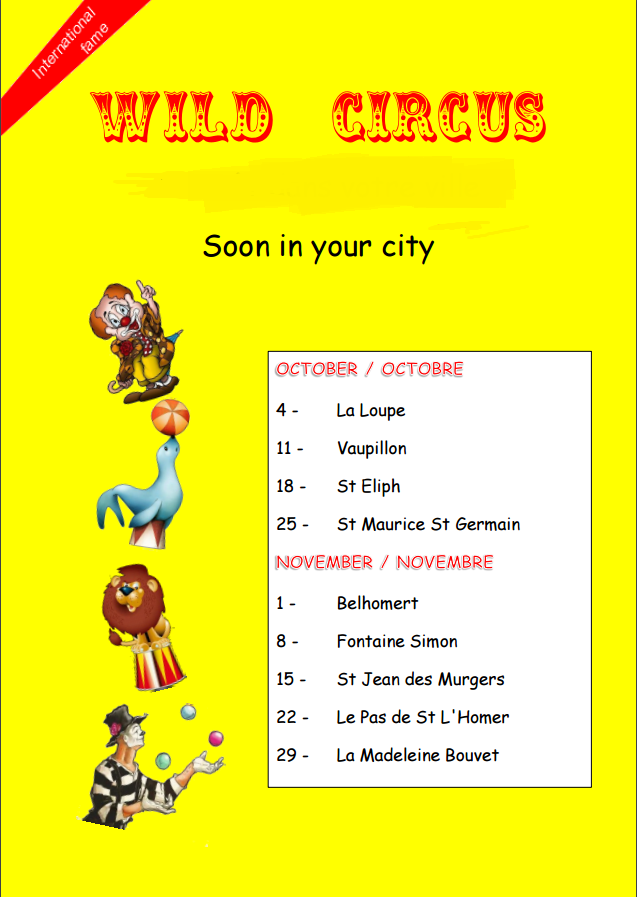 International
fame
WILD CIRCUS
Soon in your city
OCTOBER / OCTOBRE
4 - La Loupe
11 - Vaupillon
18 - St Eliph
25 - St Maurice St Germain
NOVEMBER / NOVEMBRE
1 - Belhomert
8 - Fontaine Simon
15 - St Jean des Murgers
22 - Le Pas de St L'Homer
29 - La Madeleine Bouvet